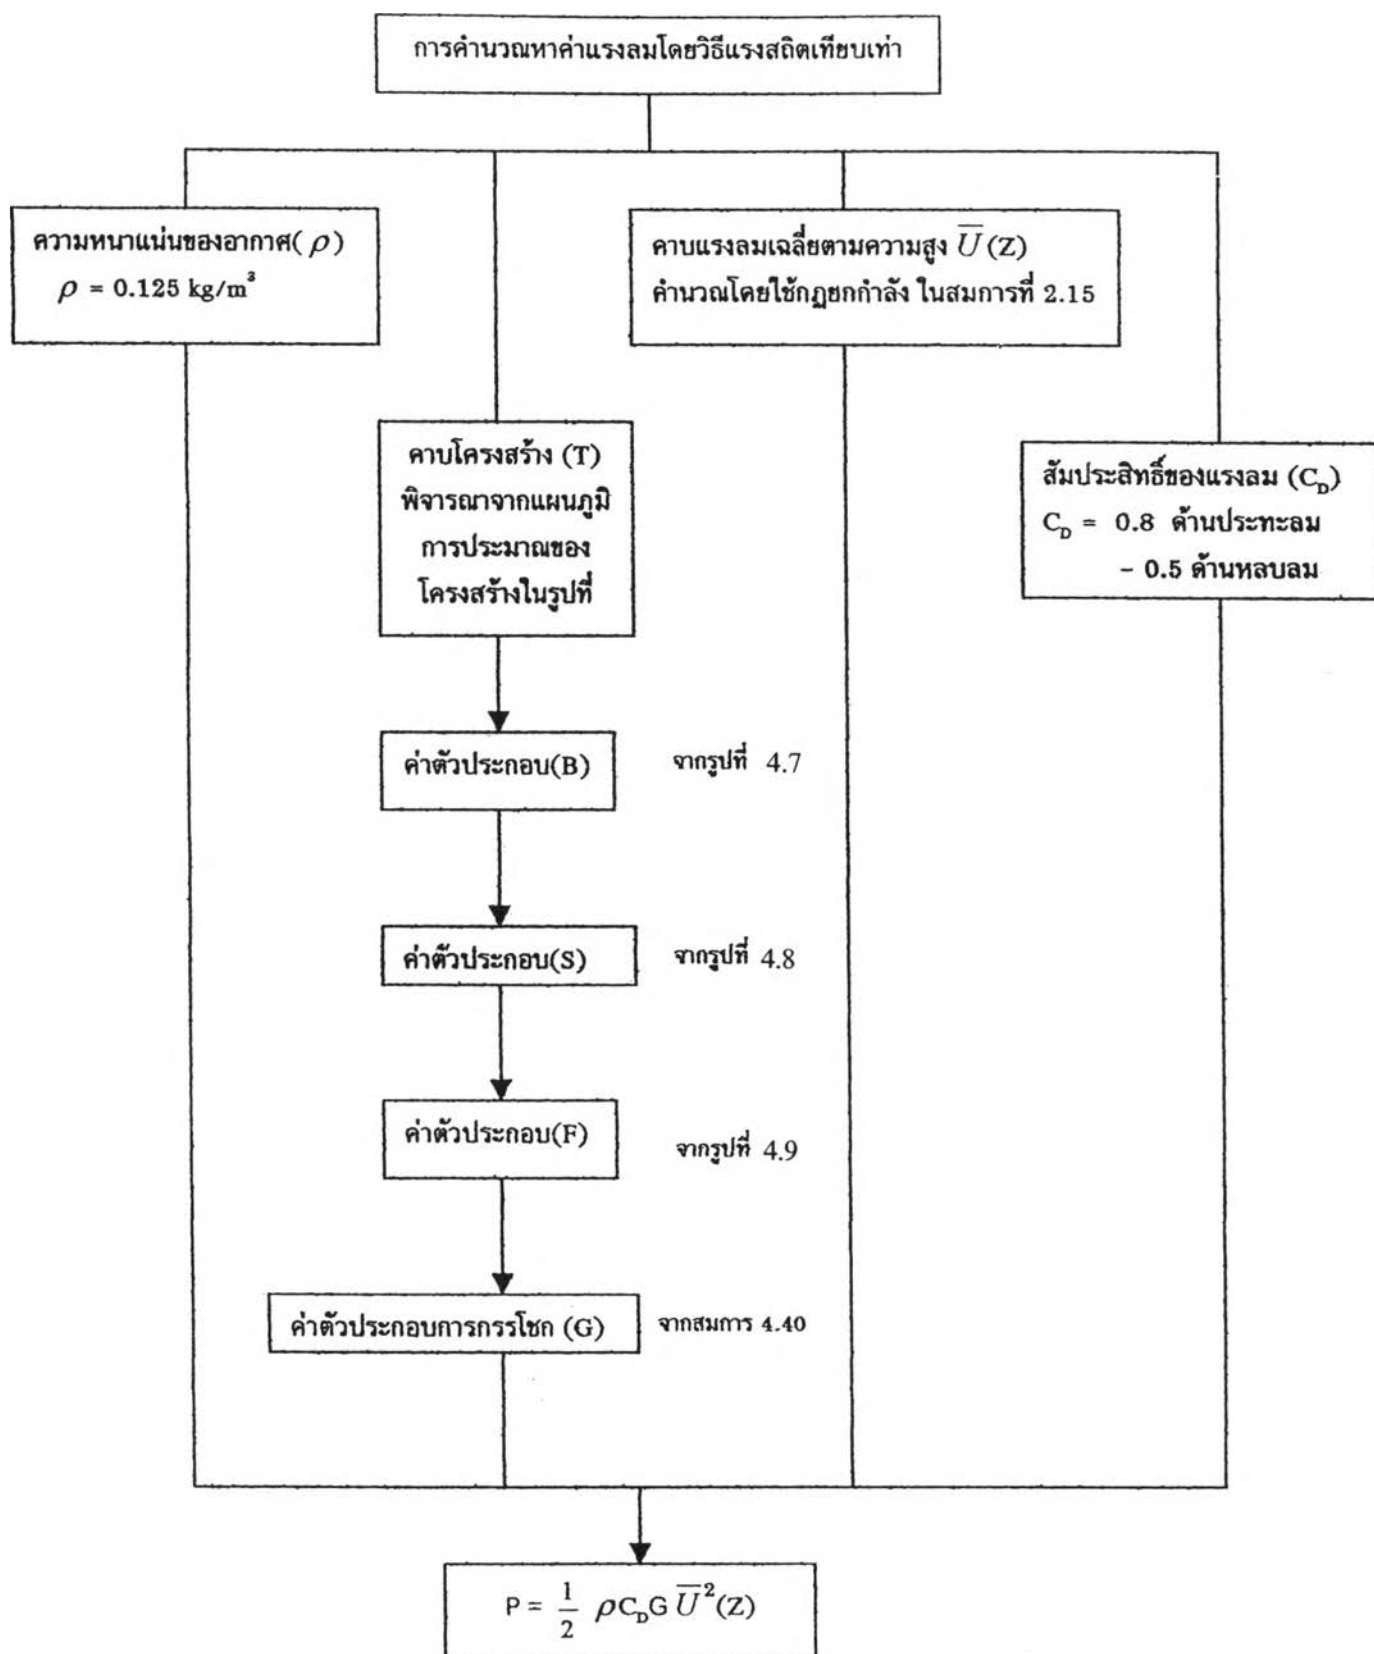 การคำนวณหาค่าแรงลมโดยวิธีแรงสถิตเทียบเท่า
ความหนาแน่นของอากาศ(ρ)
ρ = 0.125 kg/m³
คาบแรงลมเฉลี่ยตามความสูง U̅(Z)
คำนวณโดยใช้กฏยกกำลัง ในสมการที่ 2.15
คาบโครงสร้าง (T)
พิจารณาจากแผนภูมิ
การประมาณของ
โครงสร้างในรูปที่
สัมประสิทธิ์ของแรงลม (C_D)
C_D = 0.8 ด้านประทะลม
- 0.5 ด้านหลบลม
ค่าตัวประกอบ(B)
จากรูปที่ 4.7
ค่าตัวประกอบ(S)
จากรูปที่ 4.8
ค่าตัวประกอบ(F)
จากรูปที่ 4.9
ค่าตัวประกอบการกรรโชก (G)
จากสมการ 4.40
P = 1/2 ρC_DG U̅²(Z)